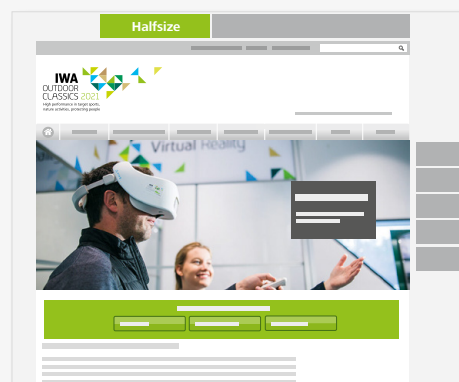 Halfsize
IWA
OUTDOOR
CLASSICS 2021
High performance in target sports,
nature activities, protecting people
Virtual Reality